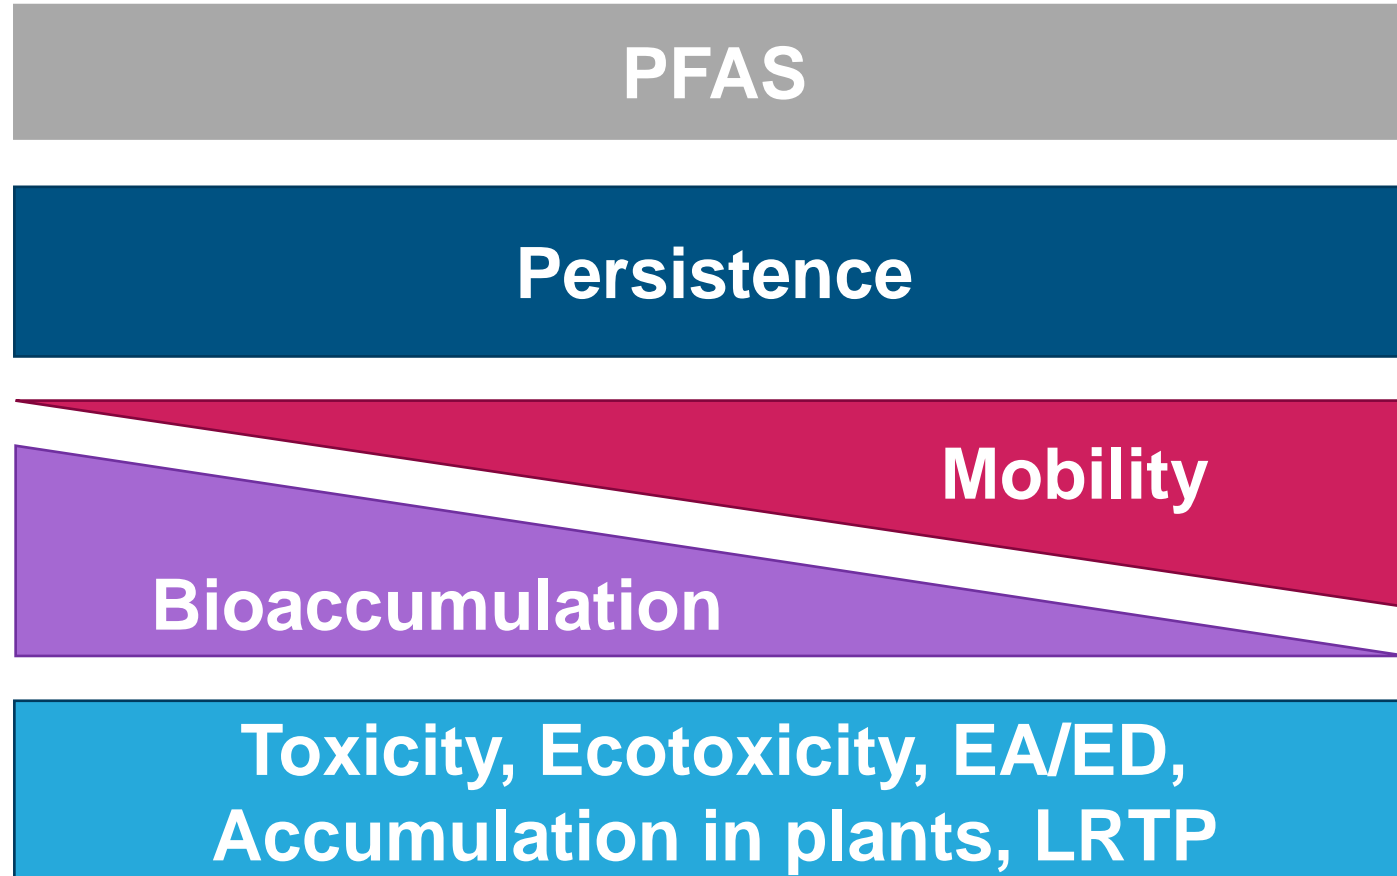 PFAS
Persistence
Mobility
Bioaccumulation
Toxicity, Ecotoxicity, EA/ED,
Accumulation in plants, LRTP